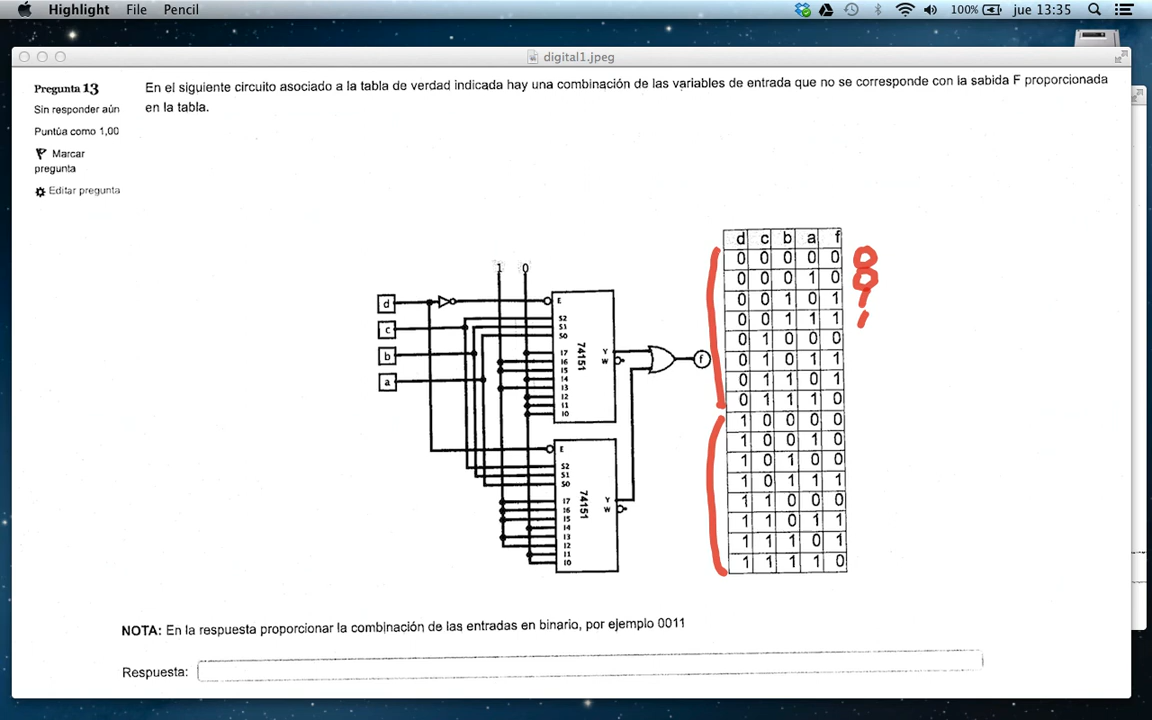 Highlight File Pencil 100% jue 13:35
digital1.jpeg
Pregunta 13
Sin responder aún
Puntúa como 1,00
Marcar
pregunta
Editar pregunta
En el siguiente circuito asociado a la tabla de verdad indicada hay una combinación de las variables de entrada que no se corresponde con la sabida F proporcionada
en la tabla.
1 0
d
c
b
a
E
S2
S1
S0
I7
I6
I5
I4
I3
I2
I1
I0
74151
Y
W
E
S2
S1
S0
I7
I6
I5
I4
I3
I2
I1
I0
74151
Y
W
f
d c b a f
0 0 0 0 0 0
0 0 0 1 0 0
0 0 1 0 1 1
0 0 1 1 1 1
0 1 0 0 0
0 1 0 1 1
0 1 1 0 1
0 1 1 1 0
1 0 0 0 0
1 0 0 1 0
1 0 1 0 0
1 0 1 1 1
1 1 0 0 0
1 1 0 1 1
1 1 1 0 1
1 1 1 1 0
NOTA: En la respuesta proporcionar la combinación de las entradas en binario, por ejemplo 0011
Respuesta: